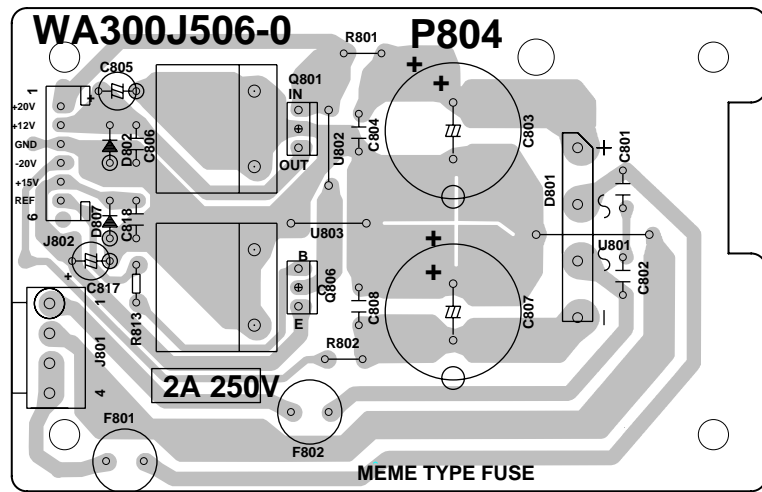 WA300J506-0
P804
R801
C805
Q801
IN
+
+
1
+20V
+
+12V
GND
-20V
+15V
REF
6
D802
C806
OUT
U802
C804
C803
D801
+
C801
D807
C818
J802
+
C817
U803
U801
B
C
E
Q806
+
+
R813
C808
C807
C802
−
1
J801
4
R802
2A 250V
F801
F802
MEME TYPE FUSE